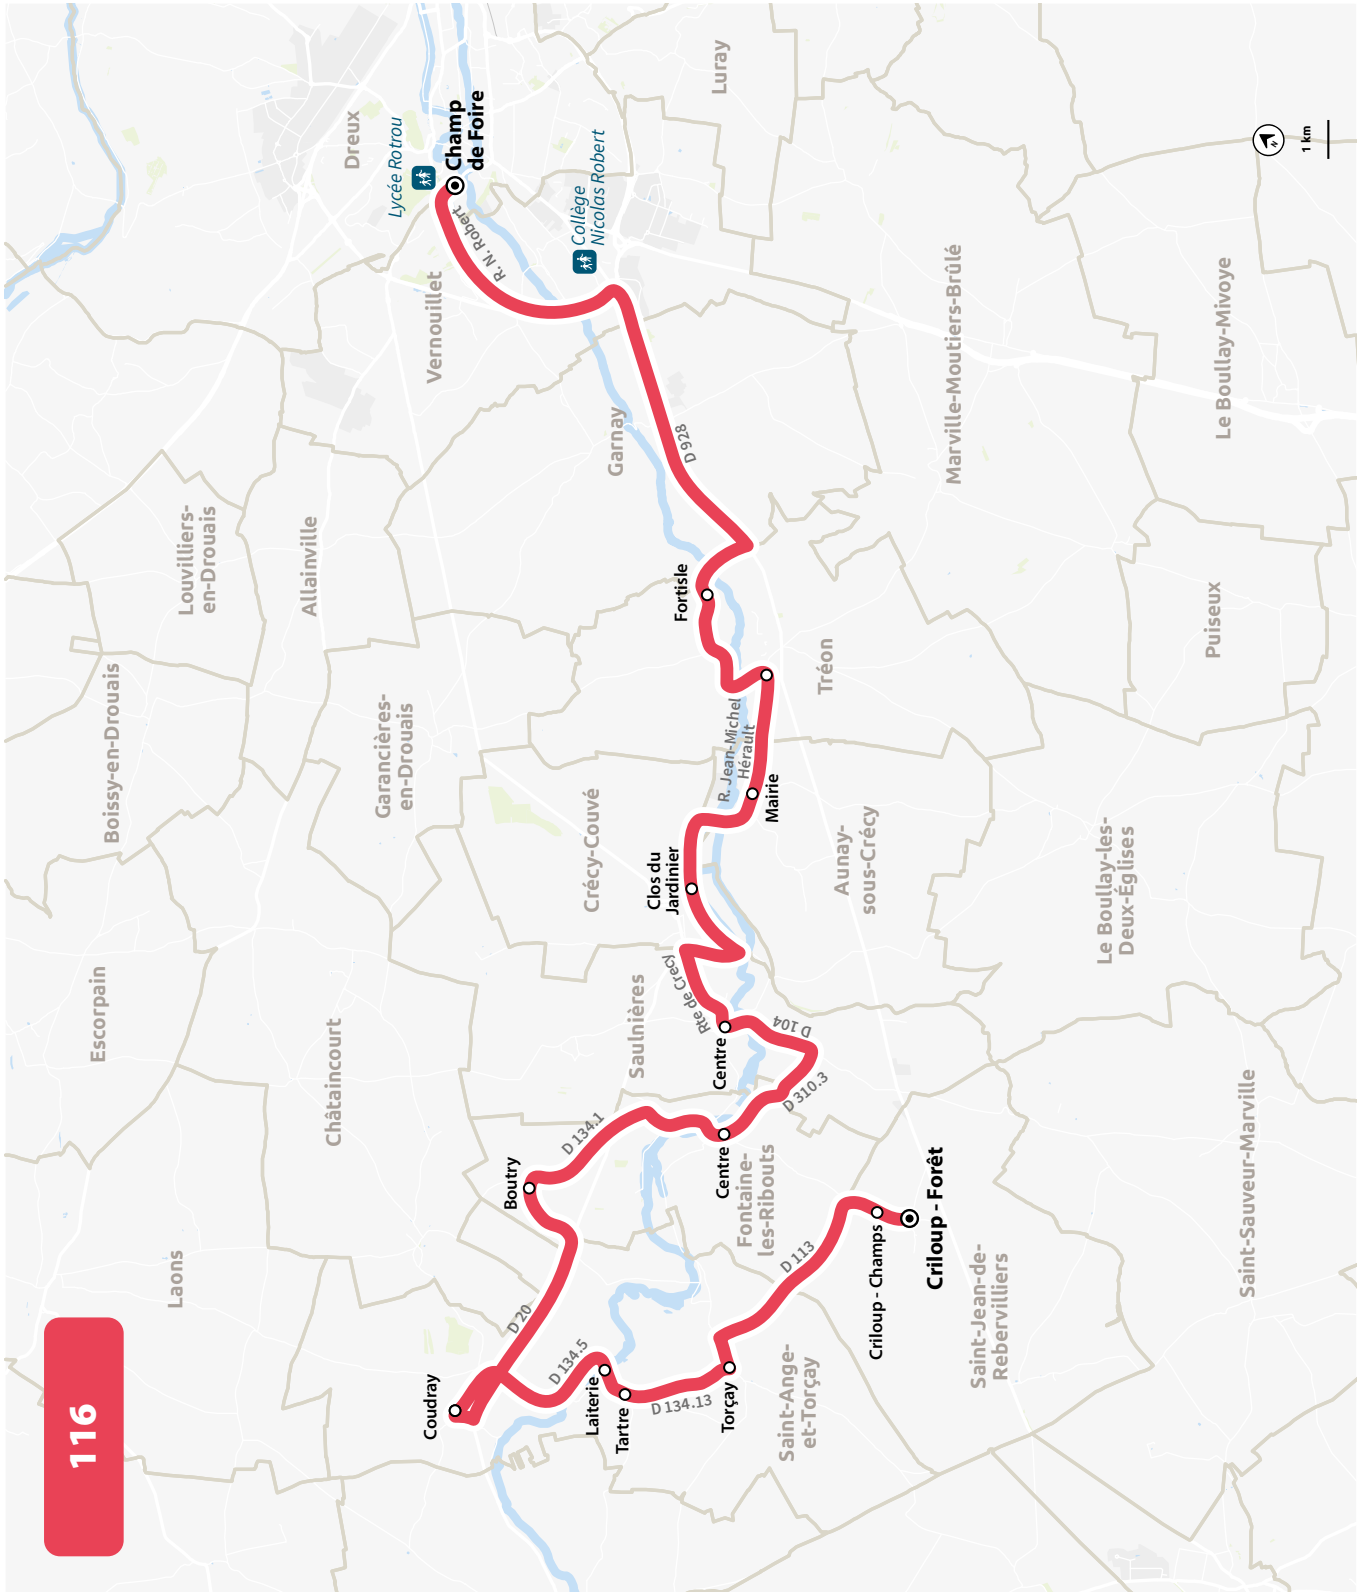 116
Laons
Escorpain
Boissy-en-Drouais
Louvilliers-
en-Drouais
Allainville
Dreux
Châtaincourt
Garancières-
en-Drouais
Vernouillet
Lycée Rotrou
Champ
de Foire
R. N. Robert
Collège
Nicolas Robert
Luray
Garnay
D 928
Fortisle
Tréon
R. Jean-Michel
Hérault
Mairie
Crécy-Couvé
Clos du
Jardinier
Aunay-
sous-Crécy
Saulnières
Rte de Crecy
Centre
D 104
D 310.3
Centre
Fontaine-
les-Ribouts
D 134.1
Boutry
D 20
Coudray
D 134.5
Laiterie
Tartre
D 134.13
Torçay
Saint-Ange-
et-Torçay
D 113
Criloup - Champs
Criloup - Forêt
Saint-Jean-de-
Rebervilliers
Marville-Moutiers-Brûlé
Le Boullay-Mivoye
Puiseux
Le Boullay-les-
Deux-Églises
Saint-Sauveur-Marville
N
1 km